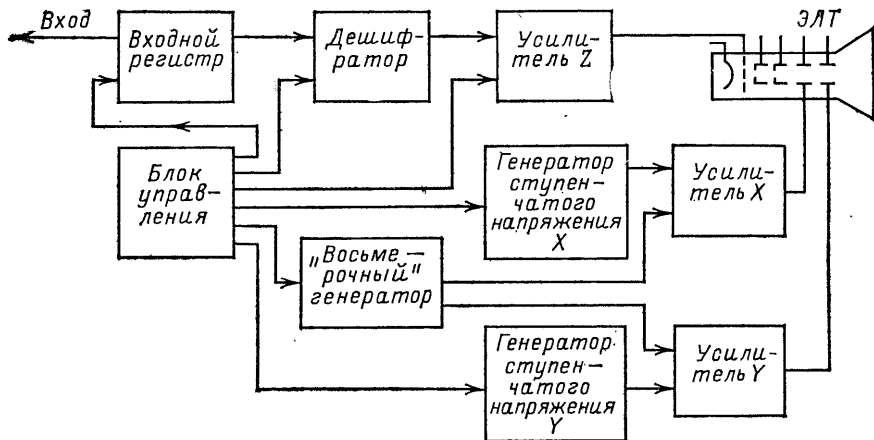 Вход
ЭЛТ
Входной
регистр
Дешиф-
ратор
Усили-
тель Z
Блок
управ-
ления
Генератор
ступен-
чатого
напряжения
X
Усили-
тель X
„Восьме-
рочный"
генератор
Генератор
ступен-
чатого
напряжения
Y
Усили-
тель Y